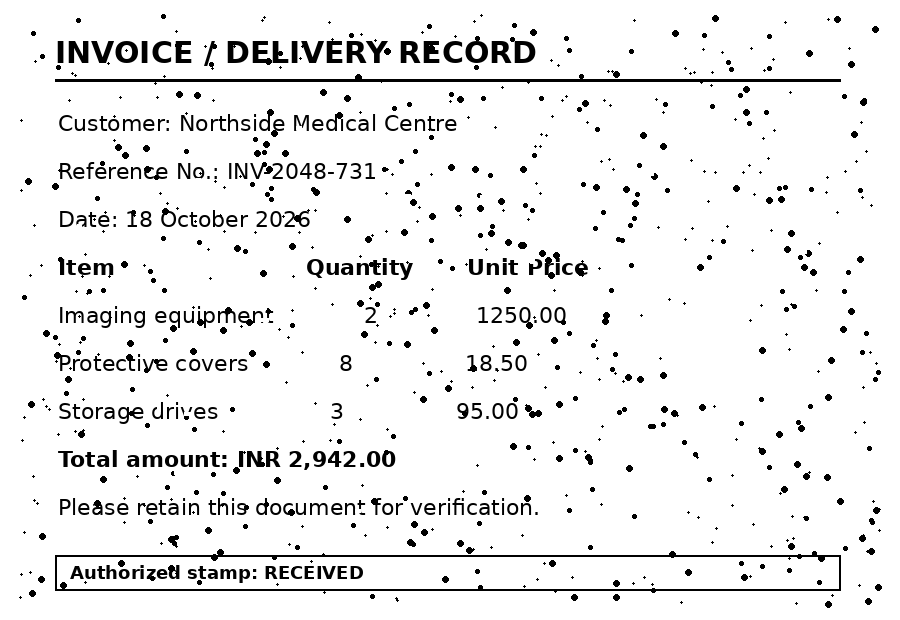 INVOICE / DELIVERY RECORD
Customer: Northside Medical Centre
Reference No.: INV-2048-731
Date: 18 October 2026
Item Quantity Unit Price
Imaging equipment 2 1250.00
Protective covers 8 18.50
Storage drives 3 95.00
Total amount: INR 2,942.00
Please retain this document for verification.
Authorized stamp: RECEIVED